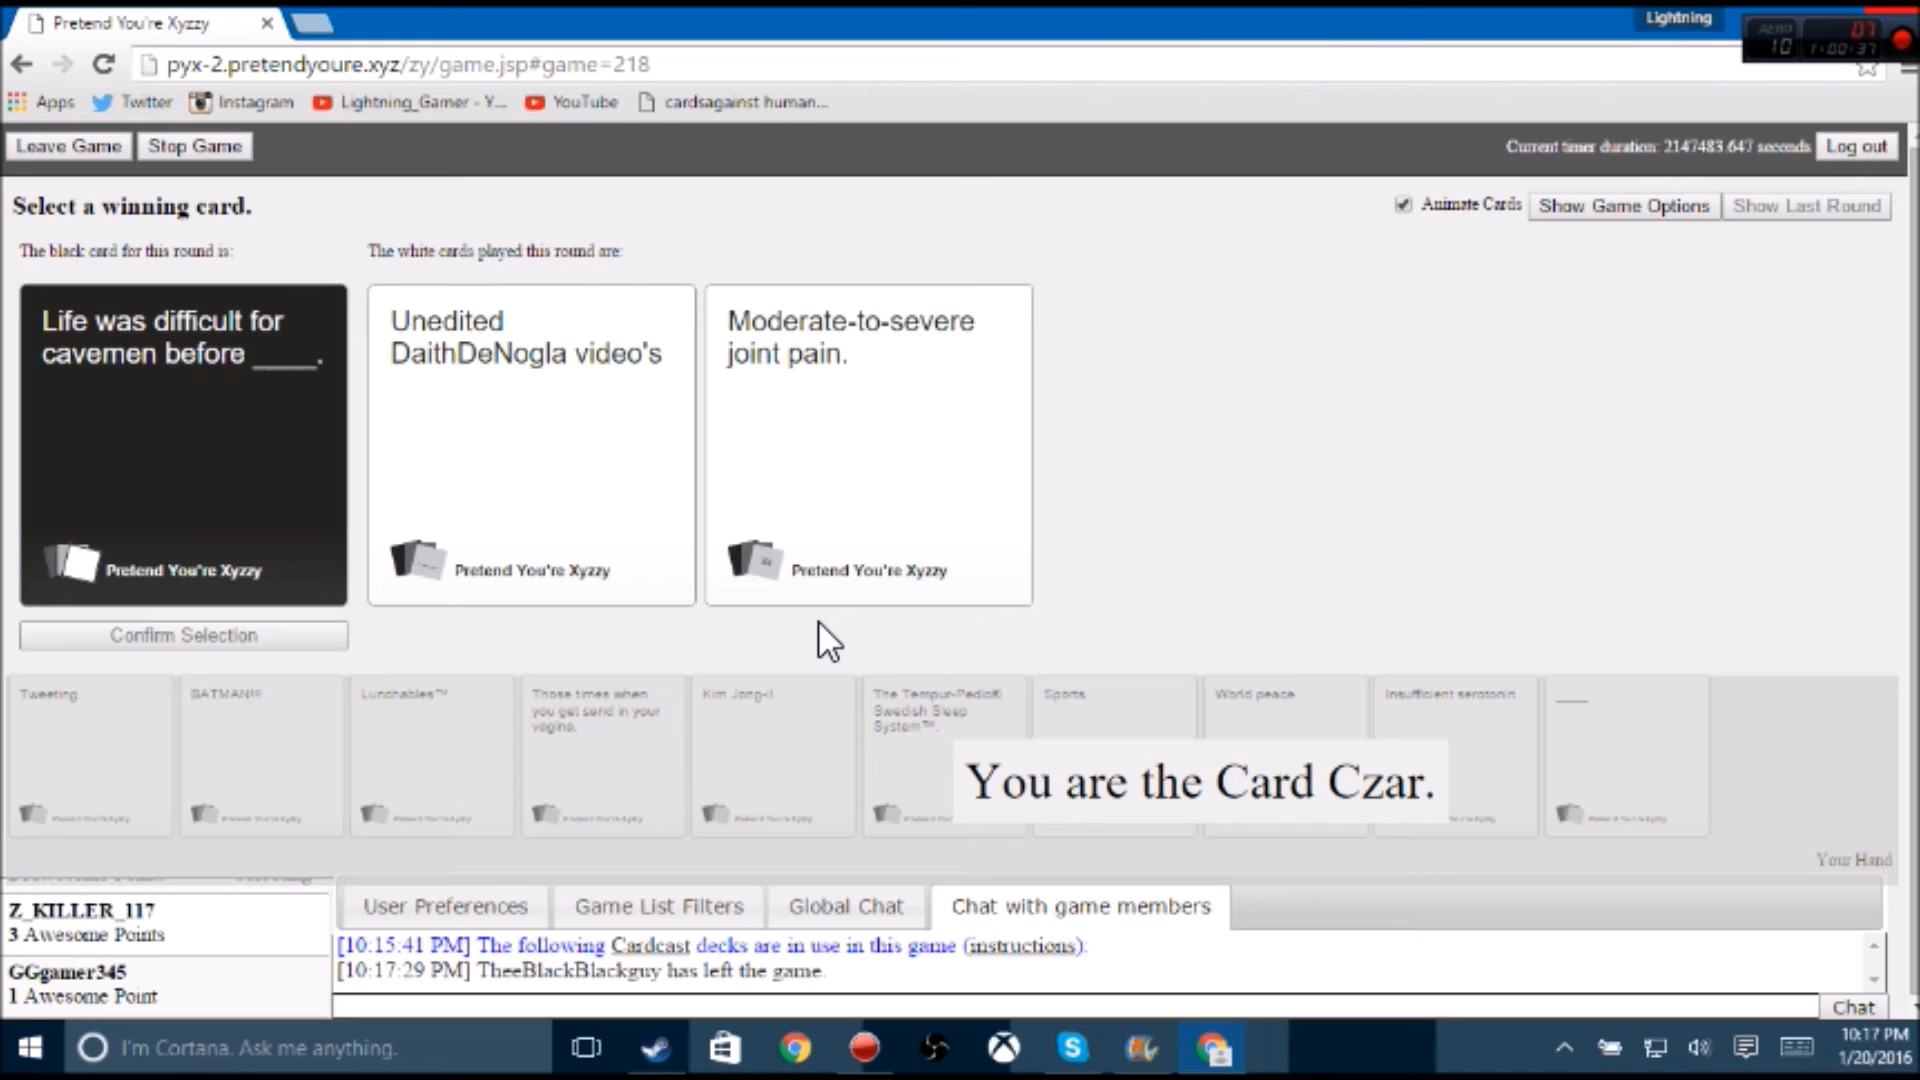 Pretend You're Xyzzy
Lightning
pyx-2.pretendyoure.xyz/zy/game.jsp#game=218
Apps
Twitter
Instagram
Lightning_Gamer - Y...
YouTube
cardsagainst human...
Leave Game
Stop Game
Current timer duration: 2147483.647 seconds
Log out
Select a winning card.
Animate Cards
Show Game Options
Show Last Round
The black card for this round is:
The white cards played this round are:
Life was difficult for
cavemen before ____.
Pretend You're Xyzzy
Unedited
DaithDeNogla video's
Pretend You're Xyzzy
Moderate-to-severe
joint pain.
Pretend You're Xyzzy
Confirm Selection
Tweeting.
BATMAN!!!
Lunchables™
Those times when
you get sand in your
vagina.
Kim Jong-il.
The Tempur-Pedic®
Swedish Sleep
System™.
Sports.
World peace.
Insufficient serotonin.
____
You are the Card Czar.
Your Hand
Z_KILLER_117
3 Awesome Points
GGgamer345
1 Awesome Point
User Preferences
Game List Filters
Global Chat
Chat with game members
[10:15:41 PM] The following Cardcast decks are in use in this game (instructions):
[10:17:29 PM] TheeBlackBlackguy has left the game.
Chat
I'm Cortana. Ask me anything.
10:17 PM
1/20/2016